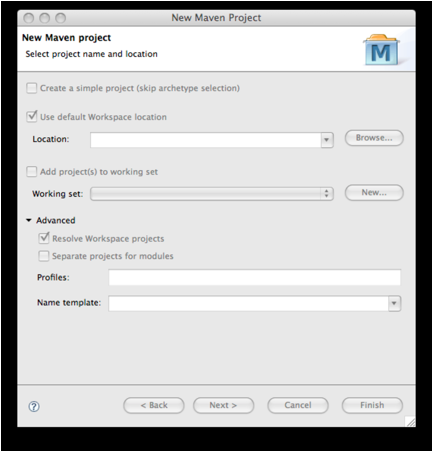 New Maven Project
New Maven project
Select project name and location
M
Create a simple project (skip archetype selection)
Use default Workspace location
Location:
Browse...
Add project(s) to working set
Working set:
New...
Advanced
Resolve Workspace projects
Separate projects for modules
Profiles:
Name template:
?
< Back
Next >
Cancel
Finish